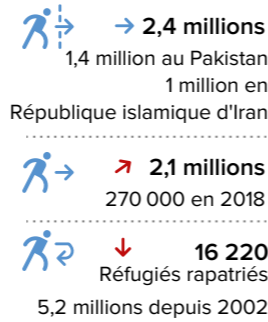 2,4 millions
1,4 million au Pakistan
1 million en
République islamique d'Iran
2,1 millions
270 000 en 2018
16 220
Réfugiés rapatriés
5,2 millions depuis 2002